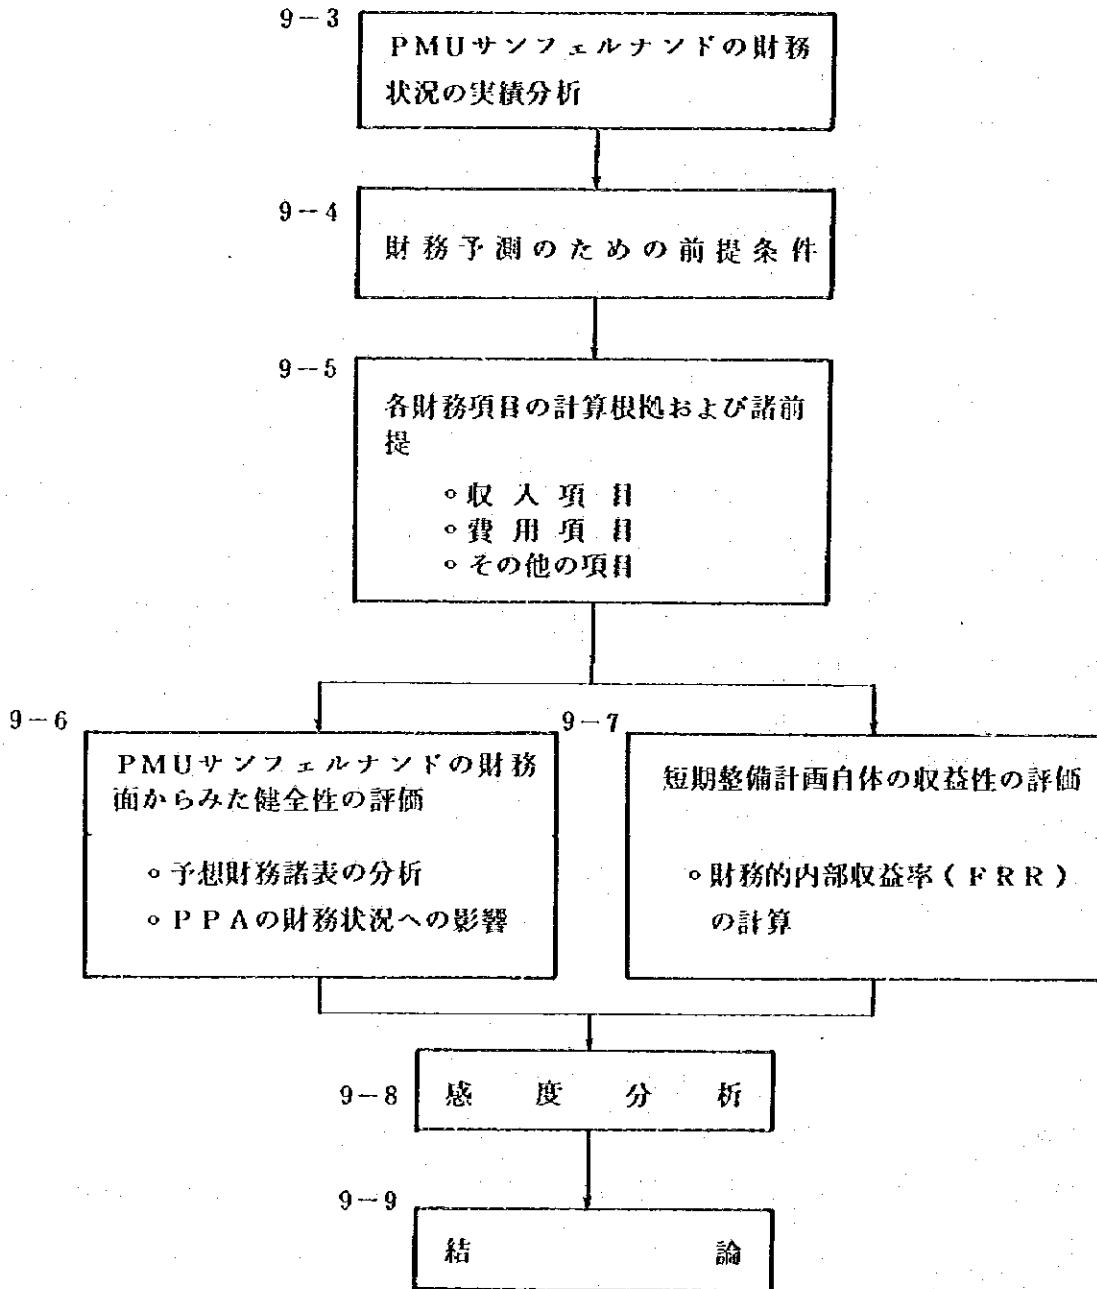 9-3
PMUサンフェルナンドの財務
状況の実績分析
9-4
財務予測のための前提条件
9-5
各財務項目の計算根拠および諸前
提
○収入項目
○費用項目
○その他の項目
9-6
PMUサンフェルナンドの財務
面からみた健全性の評価
○予想財務諸表の分析
○PPAの財務状況への影響
9-7
短期整備計画自体の収益性の評価
○財務的内部収益率(FRR)
の計算
9-8
感度分析
9-9
結論